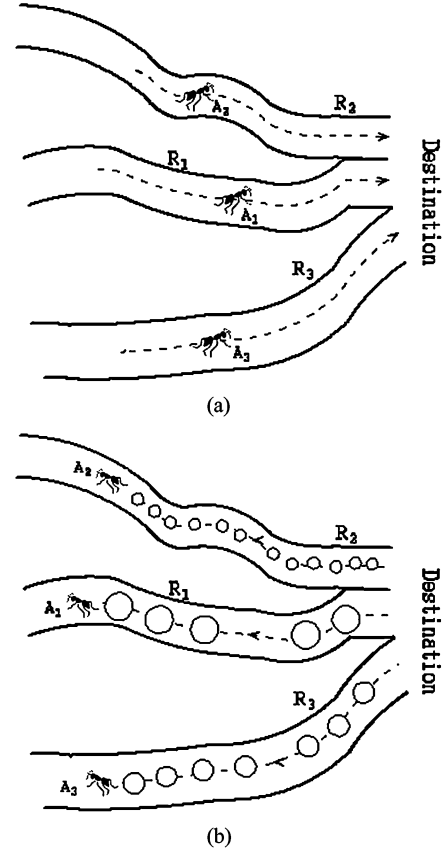 A₂
R₂
R₁
A₁
R₃
A₃
Destination
(a)
A₂
R₂
R₁
A₁
R₃
A₃
Destination
(b)